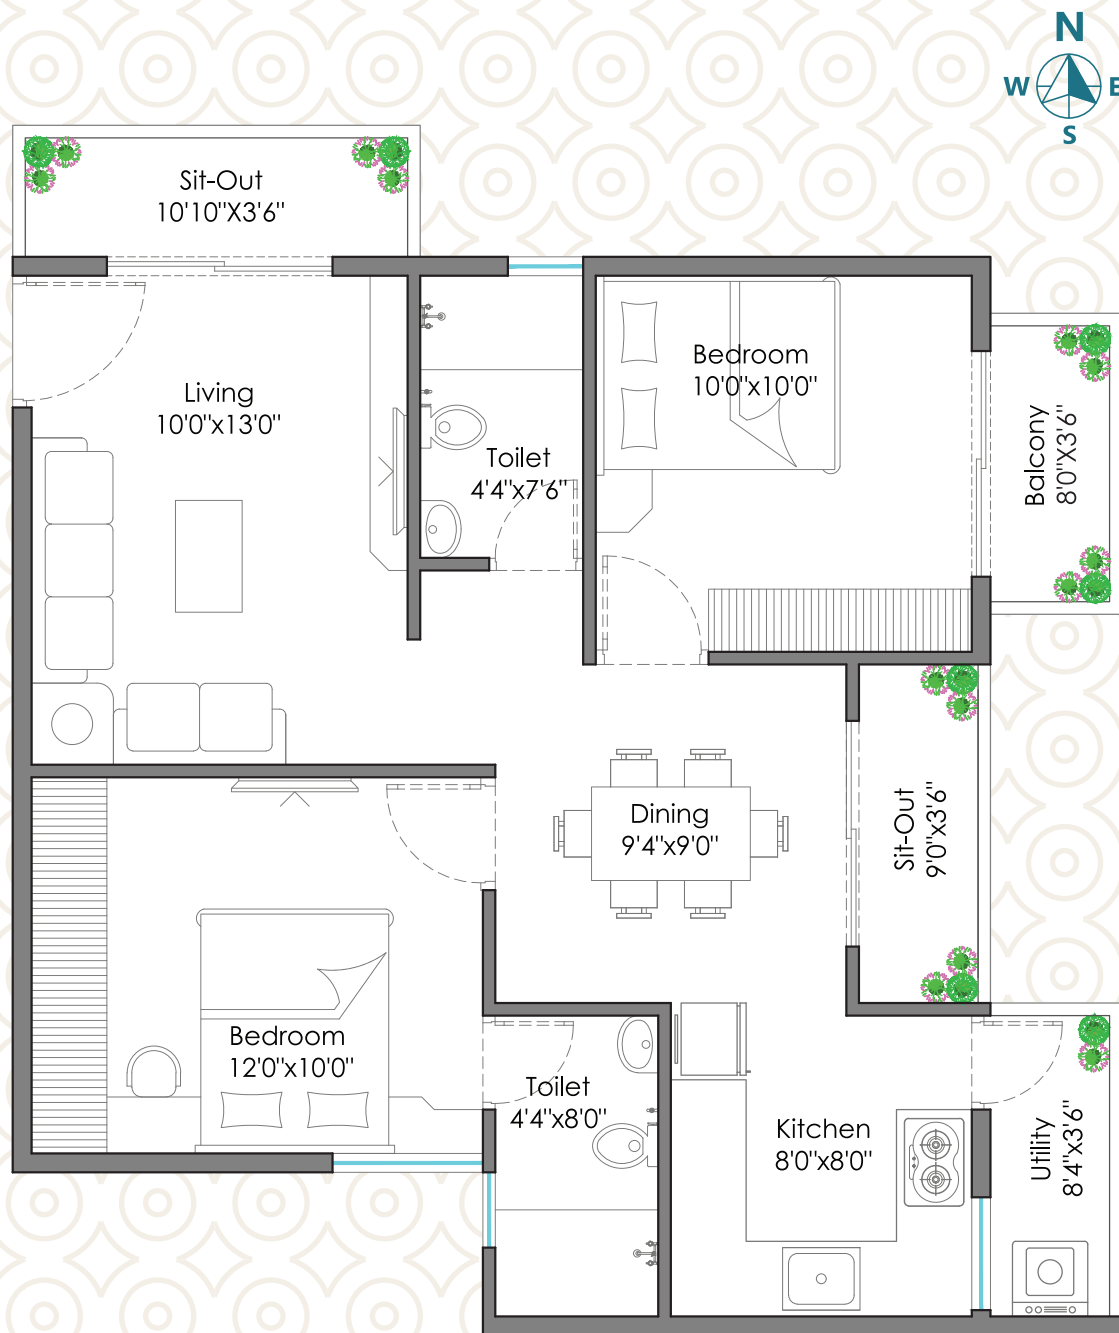 N
W E
S
Sit-Out
10'10"X3'6"
Living
10'0"x13'0"
Toilet
4'4"x7'6"
Bedroom
10'0"x10'0"
Balcony
8'0"X3'6"
Dining
9'4"x9'0"
Sit-Out
9'0"x3'6"
Bedroom
12'0"x10'0"
Toilet
4'4"x8'0"
Kitchen
8'0"x8'0"
Utility
8'4"x3'6"